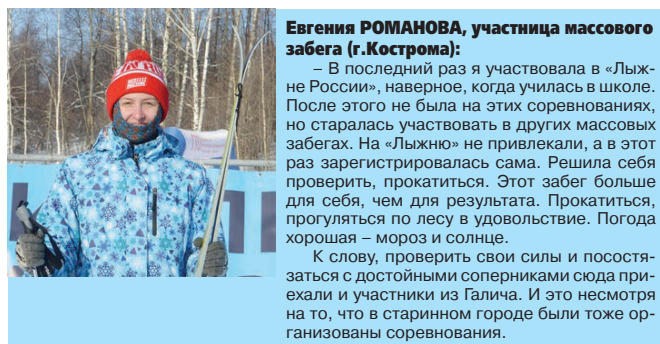 Евгения РОМАНОВА, участница массового
забега (г.Кострома):
– В последний раз я участвовала в «Лыж-
не России», наверное, когда училась в школе.
После этого не была на этих соревнованиях,
но старалась участвовать в других массовых
забегах. На «Лыжню» не привлекали, а в этот
раз зарегистрировалась сама. Решила себя
проверить, прокатиться. Этот забег больше
для себя, чем для результата. Прокатиться,
прогуляться по лесу в удовольствие. Погода
хорошая – мороз и солнце.
К слову, проверить свои силы и посостя-
заться с достойными соперниками сюда при-
ехали и участники из Галича. И это несмотря
на то, что в старинном городе были тоже ор-
ганизованы соревнования.